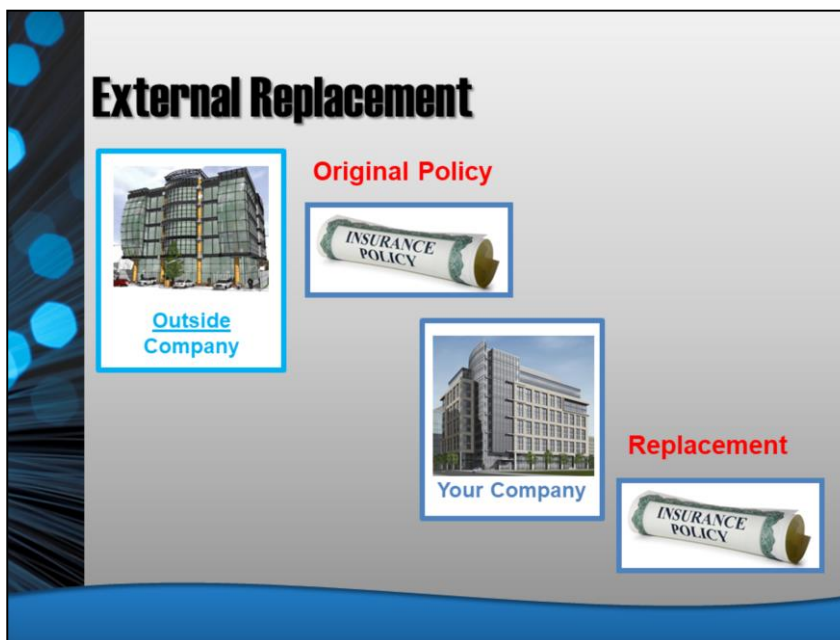 External Replacement
Original Policy
INSURANCE
POLICY
Outside
Company
Your Company
Replacement
INSURANCE
POLICY